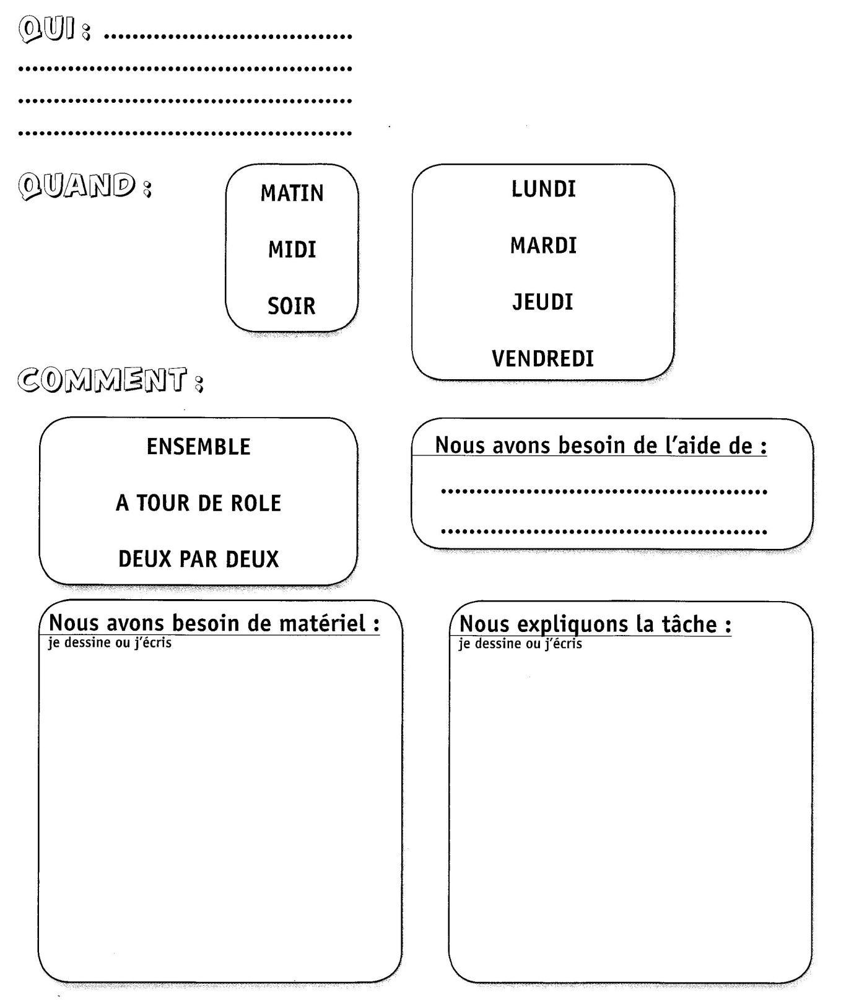 QUI : ..................................
..............................................
..............................................
..............................................
QUAND :
MATIN
MIDI
SOIR
LUNDI
MARDI
JEUDI
VENDREDI
COMMENT :
ENSEMBLE
A TOUR DE ROLE
DEUX PAR DEUX
Nous avons besoin de l'aide de :
.............................................
.............................................
Nous avons besoin de matériel :
je dessine ou j'écris
Nous expliquons la tâche :
je dessine ou j'écris